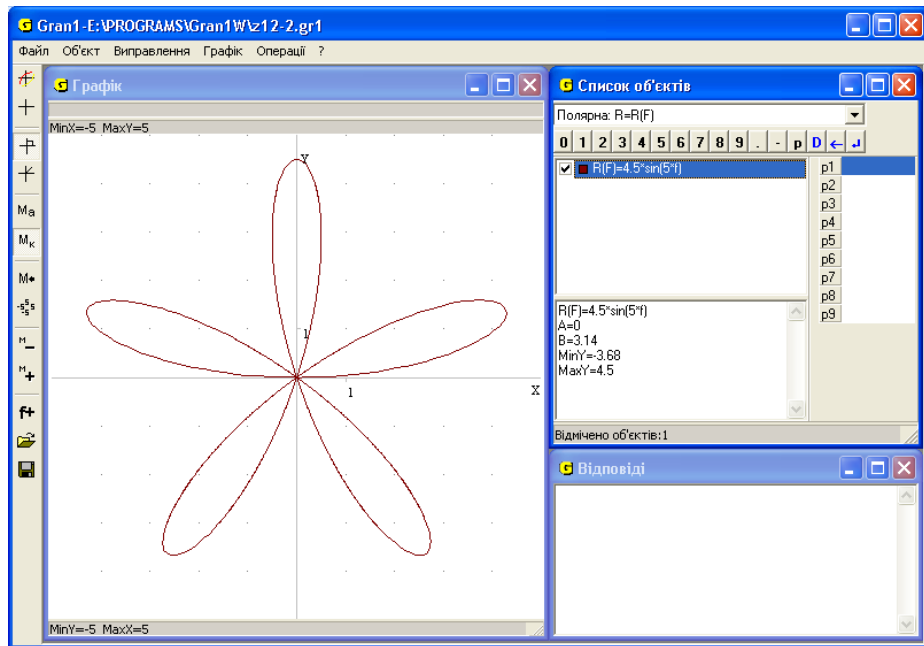 Gran1-E:\PROGRAMS\Gran1W\z12-2.gr1
Файл Об'єкт Виправлення Графік Операції ?
Графік
MinX=-5 MaxY=5
Y
1
1
X
MinY=-5 MaxX=5
Список об'єктів
Полярна: R=R(F)
0 1 2 3 4 5 6 7 8 9 . - p D ← ↲
R(F)=4.5*sin(5*f)
p1
p2
p3
p4
p5
p6
p7
p8
p9
R(F)=4.5*sin(5*f)
A=0
B=3.14
MinY=-3.68
MaxY=4.5
Відмічено об'єктів:1
Відповіді
Ма
Мк
М
М
–
М
+
f+